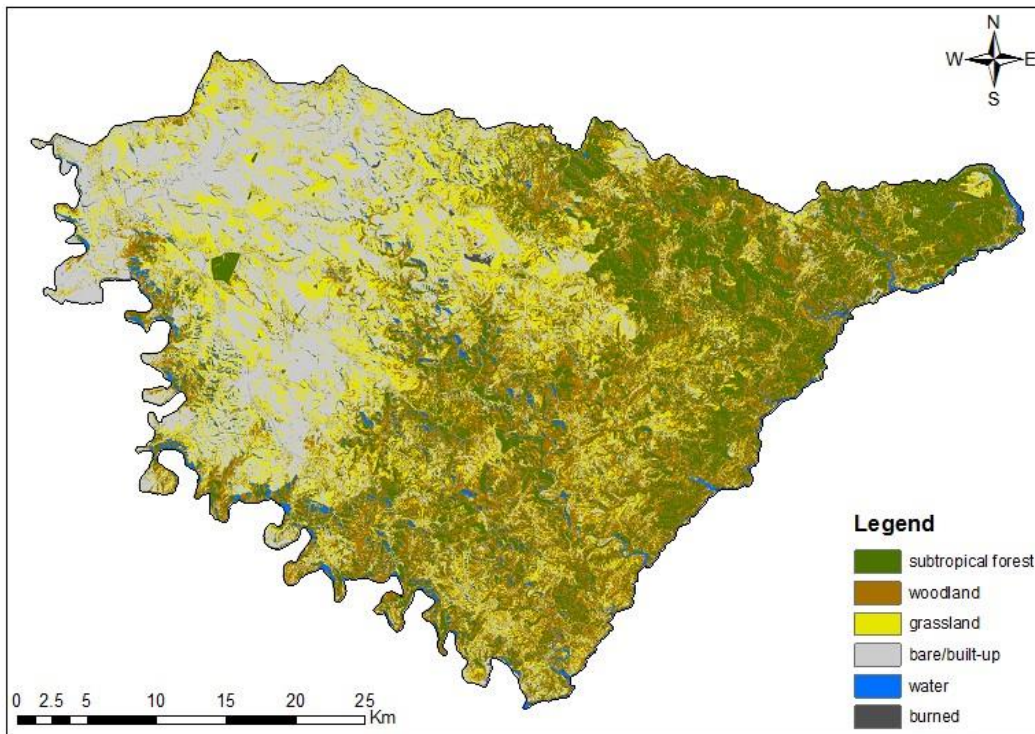 N
W E
S
Legend
subtropical forest
woodland
grassland
bare/built-up
water
burned
0 2.5 5 10 15 20 25
Km